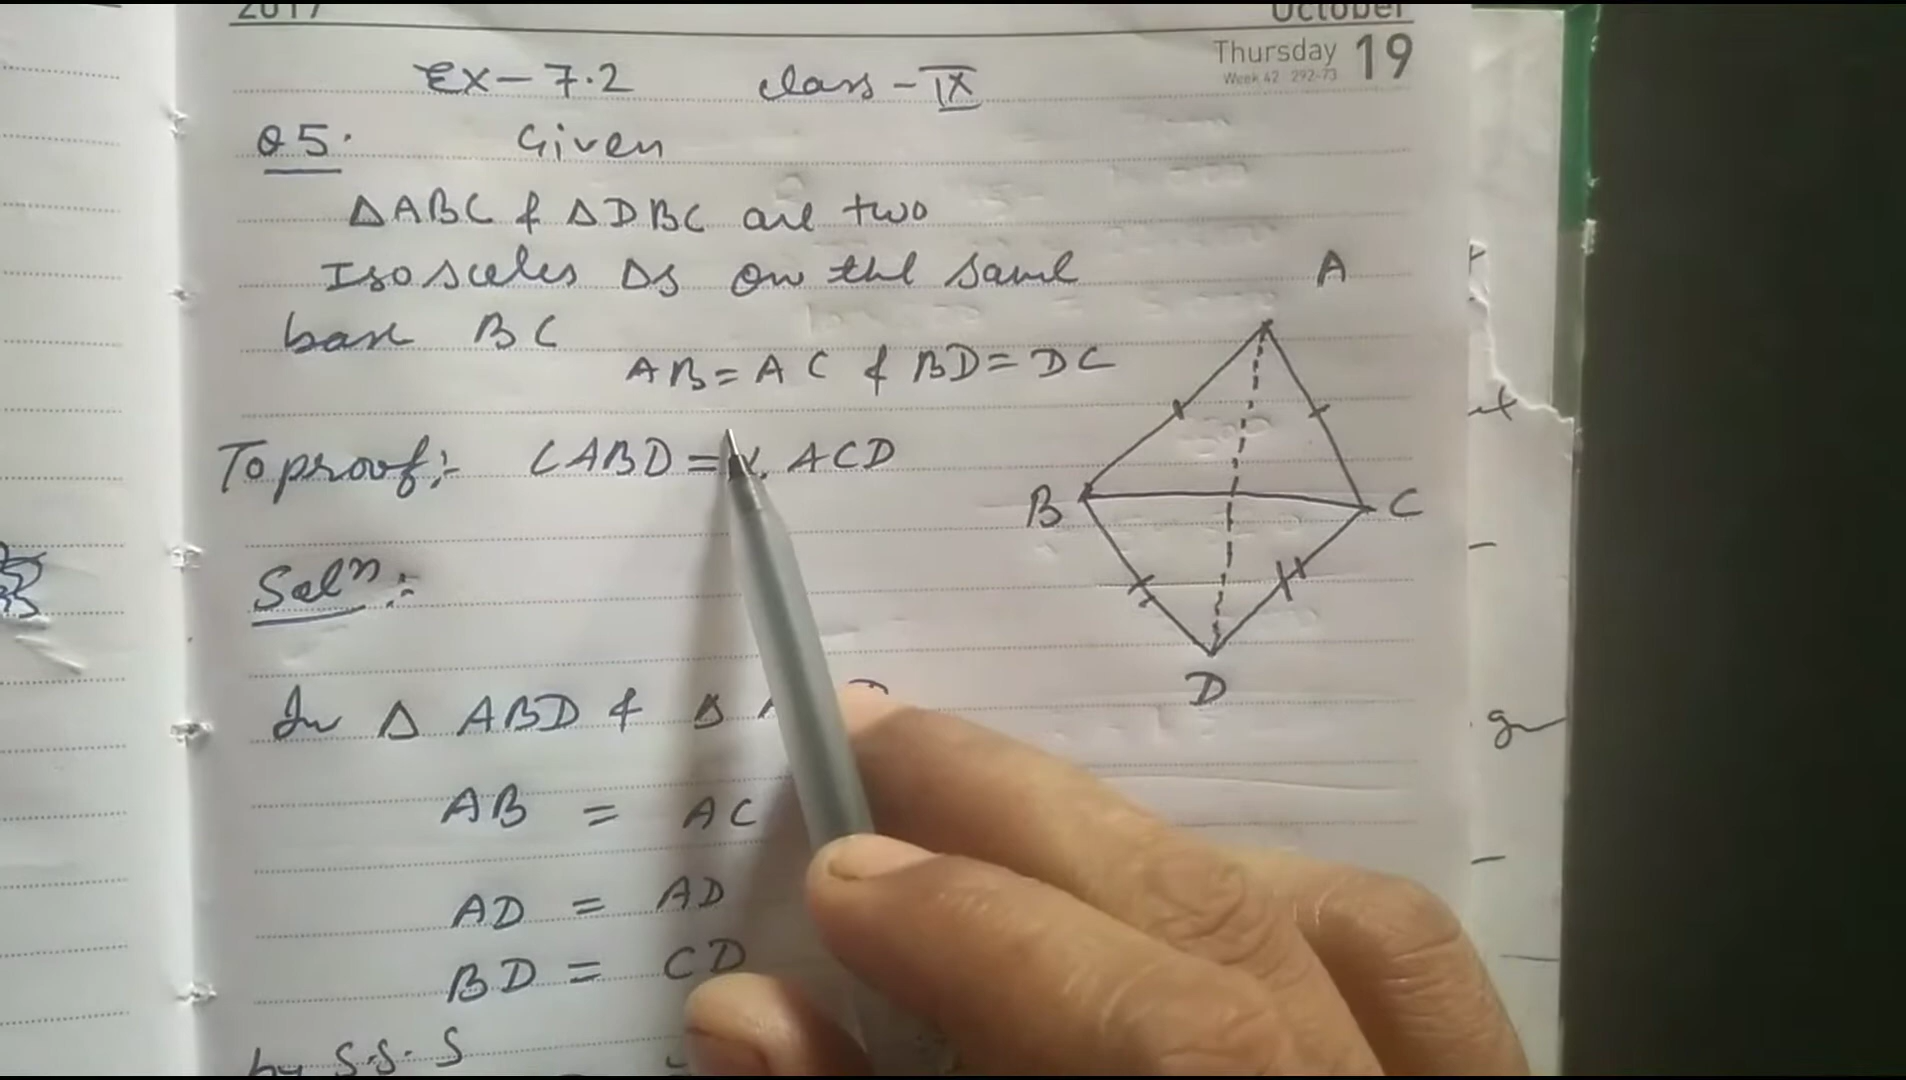 2017 October
Thursday 19
Week 42 292-73
Ex-7.2 class-IX
Q5. Given
ΔABC & ΔDBC are two
Isosceles Δs on the same
base BC
AB = AC & BD = DC
To proof:- ∠ABD = ∠ ACD
Solⁿ:-
In Δ ABD & Δ
AB = AC
AD = AD
BD = CD
by S.S.S
A
B
C
D